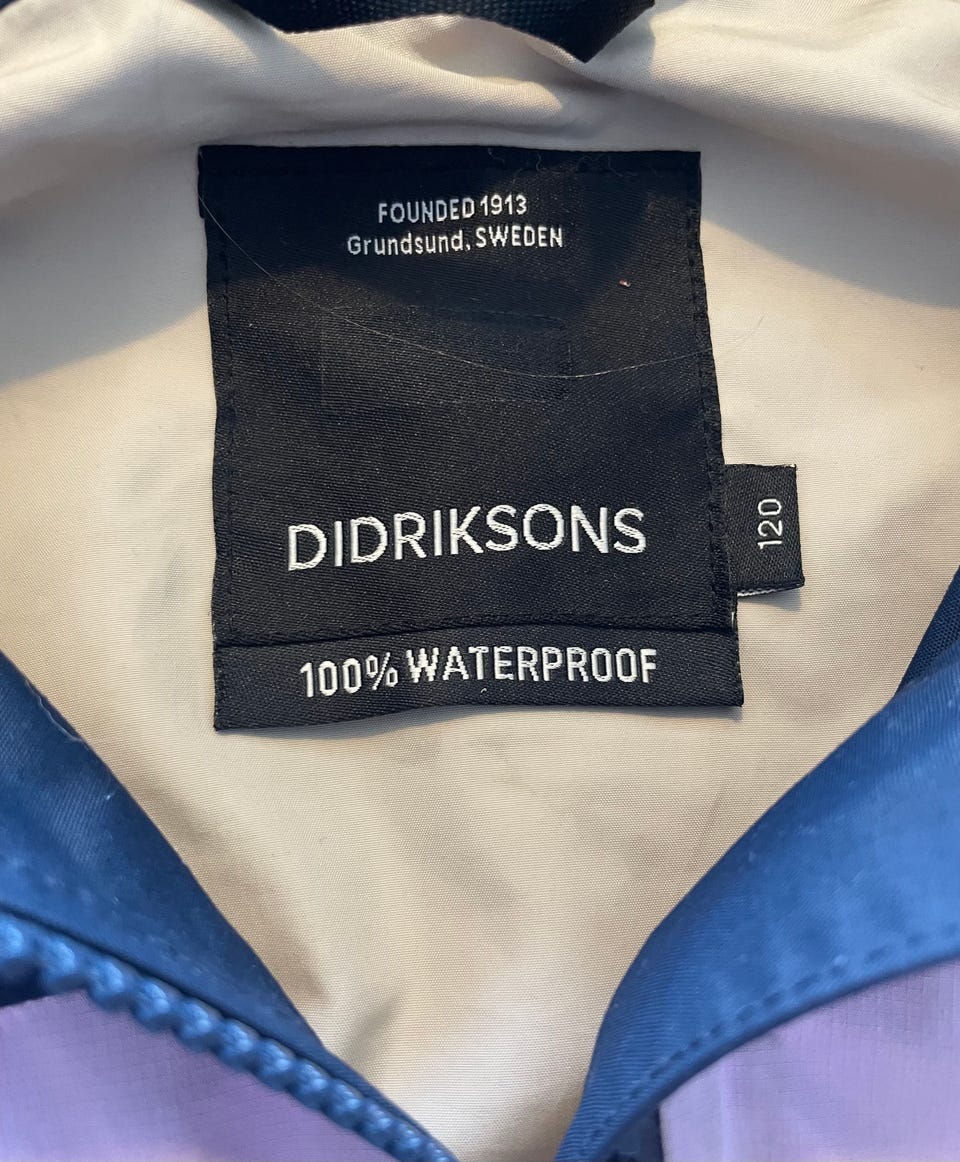 FOUNDED 1913
Grundsund, SWEDEN
DIDRIKSONS
100% WATERPROOF
120